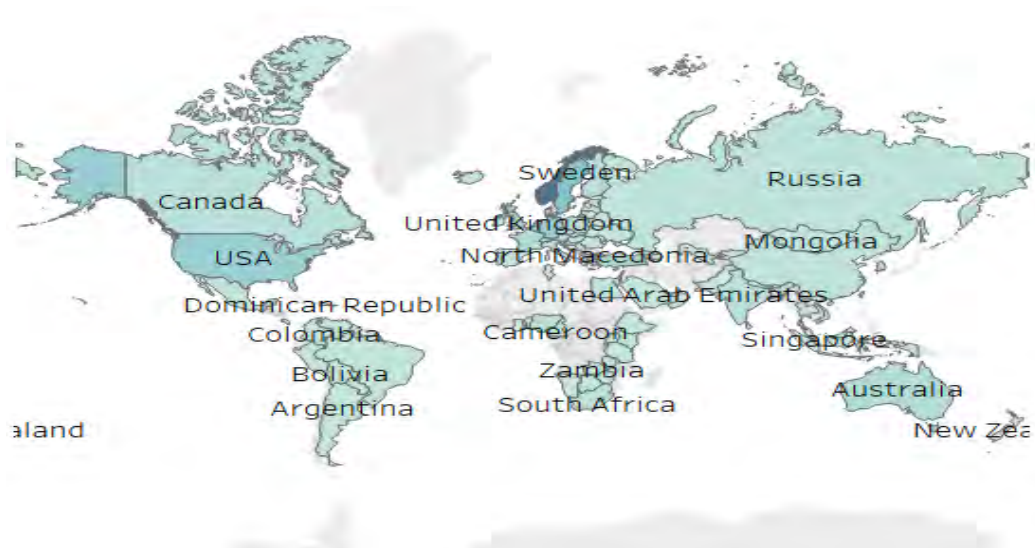 Sweden
Russia
Canada
United Kingdom
Mongolia
USA
North Macedonia
United Arab Emirates
Dominican Republic
Colombia
Cameroon
Singapore
Bolivia
Zambia
Australia
Argentina
South Africa
aland
New Zea